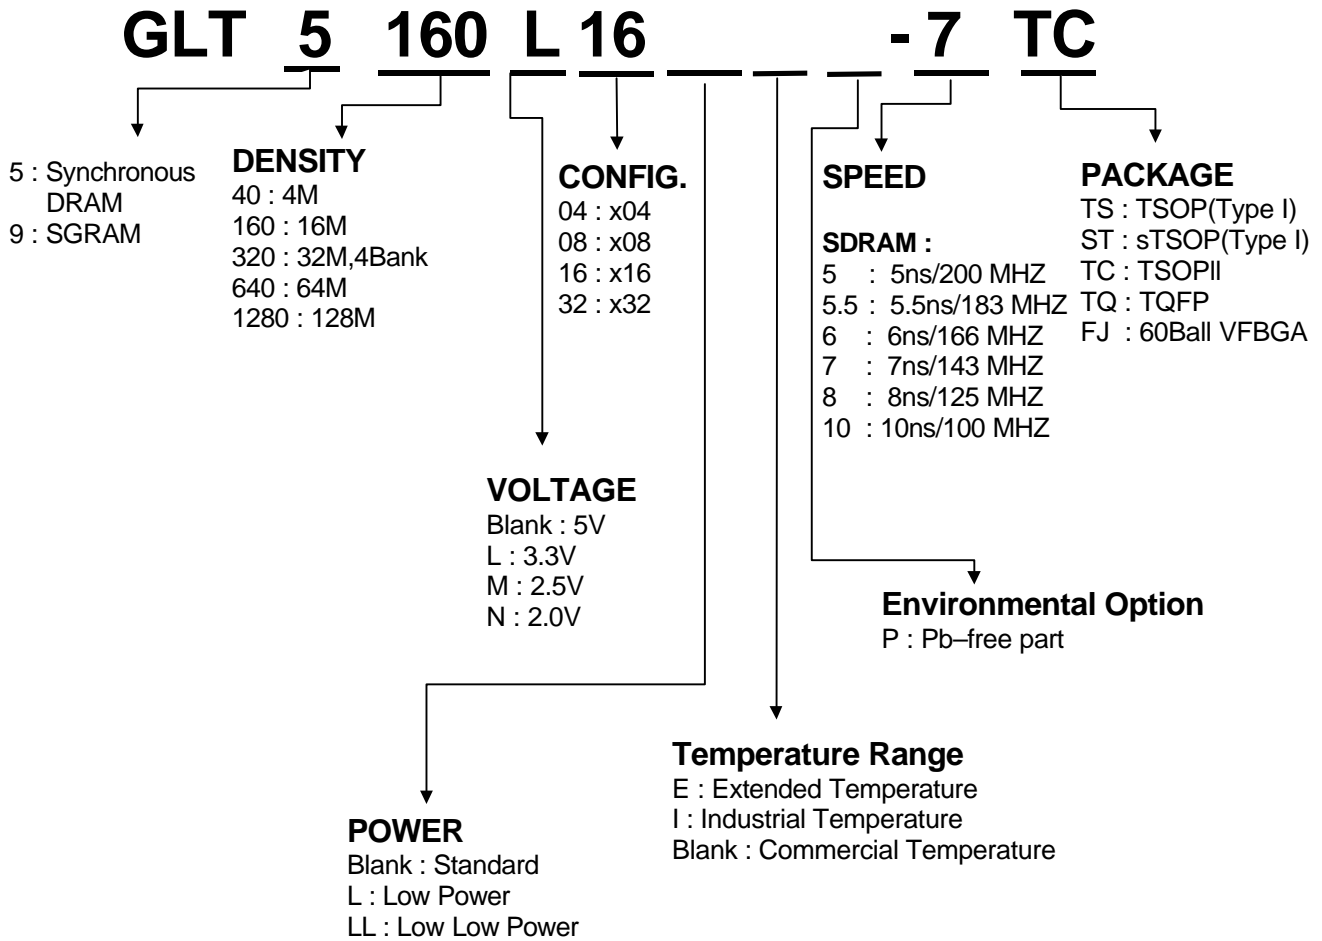 GLT 5 160 L 16 - 7 TC
5 : Synchronous
DRAM
9 : SGRAM
DENSITY
40 : 4M
160 : 16M
320 : 32M,4Bank
640 : 64M
1280 : 128M
CONFIG.
04 : x04
08 : x08
16 : x16
32 : x32
SPEED
SDRAM :
5 : 5ns/200 MHZ
5.5 : 5.5ns/183 MHZ
6 : 6ns/166 MHZ
7 : 7ns/143 MHZ
8 : 8ns/125 MHZ
10 : 10ns/100 MHZ
PACKAGE
TS : TSOP(Type I)
ST : sTSOP(Type I)
TC : TSOPll
TQ : TQFP
FJ : 60Ball VFBGA
VOLTAGE
Blank : 5V
L : 3.3V
M : 2.5V
N : 2.0V
Environmental Option
P : Pb–free part
Temperature Range
E : Extended Temperature
I : Industrial Temperature
Blank : Commercial Temperature
POWER
Blank : Standard
L : Low Power
LL : Low Low Power